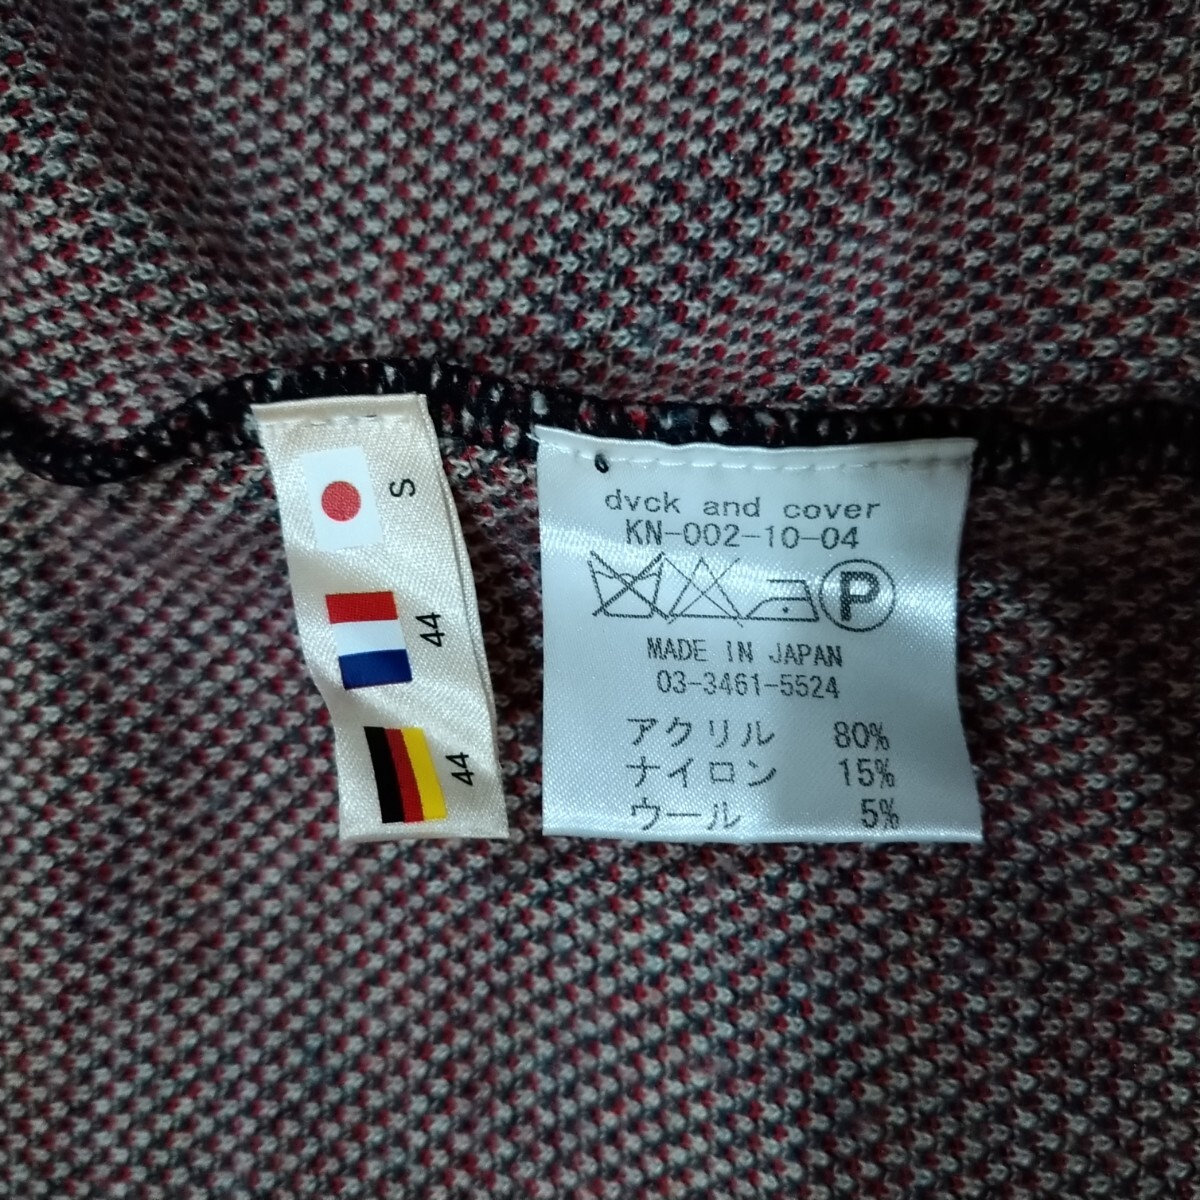 S
44
44
dvck and cover
KN-002-10-04
P
MADE IN JAPAN
03-3461-5524
アクリル 80%
ナイロン 15%
ウール 5%